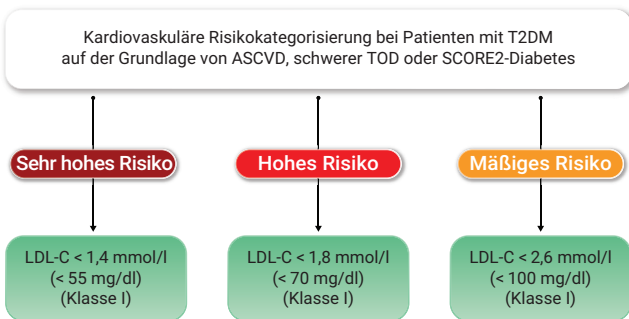 Kardiovaskuläre Risikokategorisierung bei Patienten mit T2DM
auf der Grundlage von ASCVD, schwerer TOD oder SCORE2-Diabetes
Sehr hohes Risiko
Hohes Risiko
Mäßiges Risiko
LDL-C < 1,4 mmol/l
(< 55 mg/dl)
(Klasse I)
LDL-C < 1,8 mmol/l
(< 70 mg/dl)
(Klasse I)
LDL-C < 2,6 mmol/l
(< 100 mg/dl)
(Klasse I)